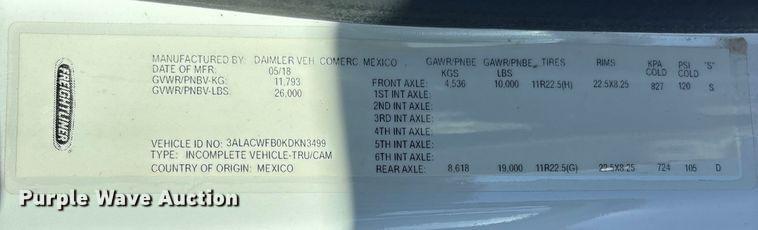 FREIGHTLINER
MANUFACTURED BY: DAIMLER VEH. COMERC. MEXICO
DATE OF MFR: 05/18
GVWR/PNBV-KG: 11,793
GVWR/PNBV-LBS: 26,000
VEHICLE ID NO: 3ALACWFB0KDKN3499
TYPE: INCOMPLETE VEHICLE-TRU/CAM
COUNTRY OF ORIGIN: MEXICO
GAWR/PNBE KGS GAWR/PNBE LBS TIRES RIMS KPA COLD PSI COLD "S"
FRONT AXLE: 4,536 10,000 11R22.5(H) 22.5X8.25 827 120 S
1ST INT AXLE:
2ND INT AXLE:
3RD INT AXLE:
4TH INT AXLE:
5TH INT AXLE:
6TH INT AXLE:
REAR AXLE: 8,618 19,000 11R22.5(G) 22.5X8.25 724 105 D
Purple Wave Auction